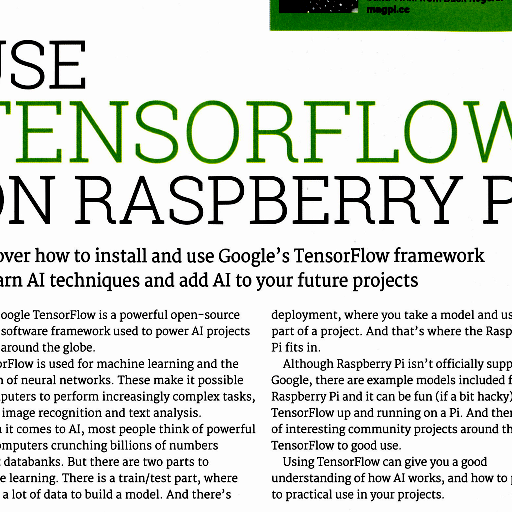 magpi.cc
USE
TENSORFLOW
ON RASPBERRY P
over how to install and use Google's TensorFlow framework
arn AI techniques and add AI to your future projects
oogle TensorFlow is a powerful open-source
software framework used to power AI projects
around the globe.
orFlow is used for machine learning and the
n of neural networks. These make it possible
puters to perform increasingly complex tasks,
image recognition and text analysis.
n it comes to AI, most people think of powerful
omputers crunching billions of numbers
databanks. But there are two parts to
e learning. There is a train/test part, where
a lot of data to build a model. And there's
deployment, where you take a model and us
part of a project. And that's where the Rasp
Pi fits in.
Although Raspberry Pi isn't officially supp
Google, there are example models included f
Raspberry Pi and it can be fun (if a bit hacky)
TensorFlow up and running on a Pi. And ther
of interesting community projects around th
TensorFlow to good use.
Using TensorFlow can give you a good
understanding of how AI works, and how to p
to practical use in your projects.